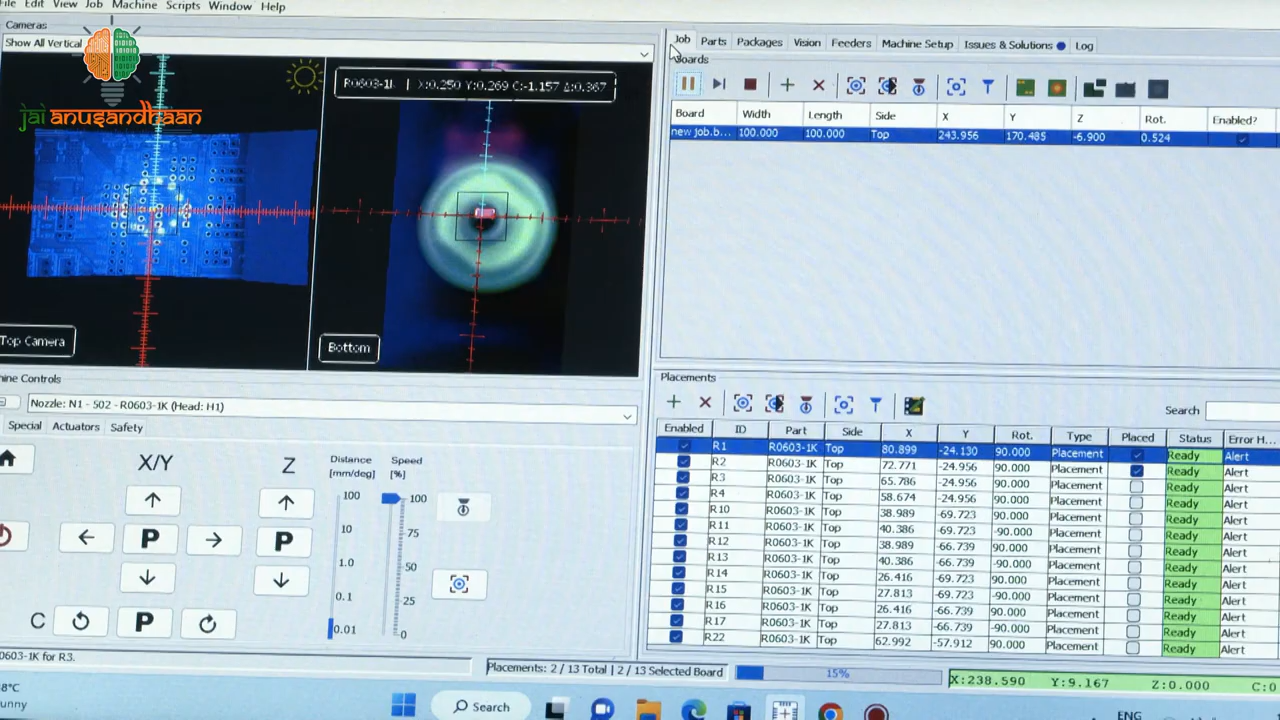 File Edit View Job Machine Scripts Window Help
Cameras
Show All Vertical
jai anusandhaan
R0603-1K | X:0.250 Y:0.269 C:-1.157 Δ:0.367
Top Camera
Bottom
Job Parts Packages Vision Feeders Machine Setup Issues & Solutions Log
Boards
Board Width Length Side X Y Z Rot. Enabled?
new job.b... 100.000 100.000 Top 243.956 170.485 -6.900 0.524
Placements
Search
Enabled ID Part Side X Y Rot. Type Placed Status Error H...
R1 R0603-1K Top 80.899 -24.130 90.000 Placement Ready Alert
R2 R0603-1K Top 72.771 -24.956 90.000 Placement Ready Alert
R3 R0603-1K Top 65.786 -24.956 90.000 Placement Ready Alert
R4 R0603-1K Top 58.674 -24.956 90.000 Placement Ready Alert
R10 R0603-1K Top 38.989 -69.723 90.000 Placement Ready Alert
R11 R0603-1K Top 40.386 -69.723 -90.000 Placement Ready Alert
R12 R0603-1K Top 38.989 -66.739 90.000 Placement Ready Alert
R13 R0603-1K Top 40.386 -66.739 -90.000 Placement Ready Alert
R14 R0603-1K Top 26.416 -69.723 90.000 Placement Ready Alert
R15 R0603-1K Top 27.813 -69.723 -90.000 Placement Ready Alert
R16 R0603-1K Top 26.416 -66.739 90.000 Placement Ready Alert
R17 R0603-1K Top 27.813 -66.739 -90.000 Placement Ready Alert
R22 R0603-1K Top 62.992 -57.912 90.000 Placement Ready Alert
ine Controls
Nozzle: N1 - 502 - R0603-1K (Head: H1)
Special Actuators Safety
X/Y Z
Distance Speed
[mm/deg] [%]
100 100
10 75
1.0 50
0.1 25
0.01 0
P P
C P
0603-1K for R3.
Placements: 2 / 13 Total | 2 / 13 Selected Board
15%
X:238.590 Y:9.167 Z:0.000 C:0
8°C
unny
Search
ENG